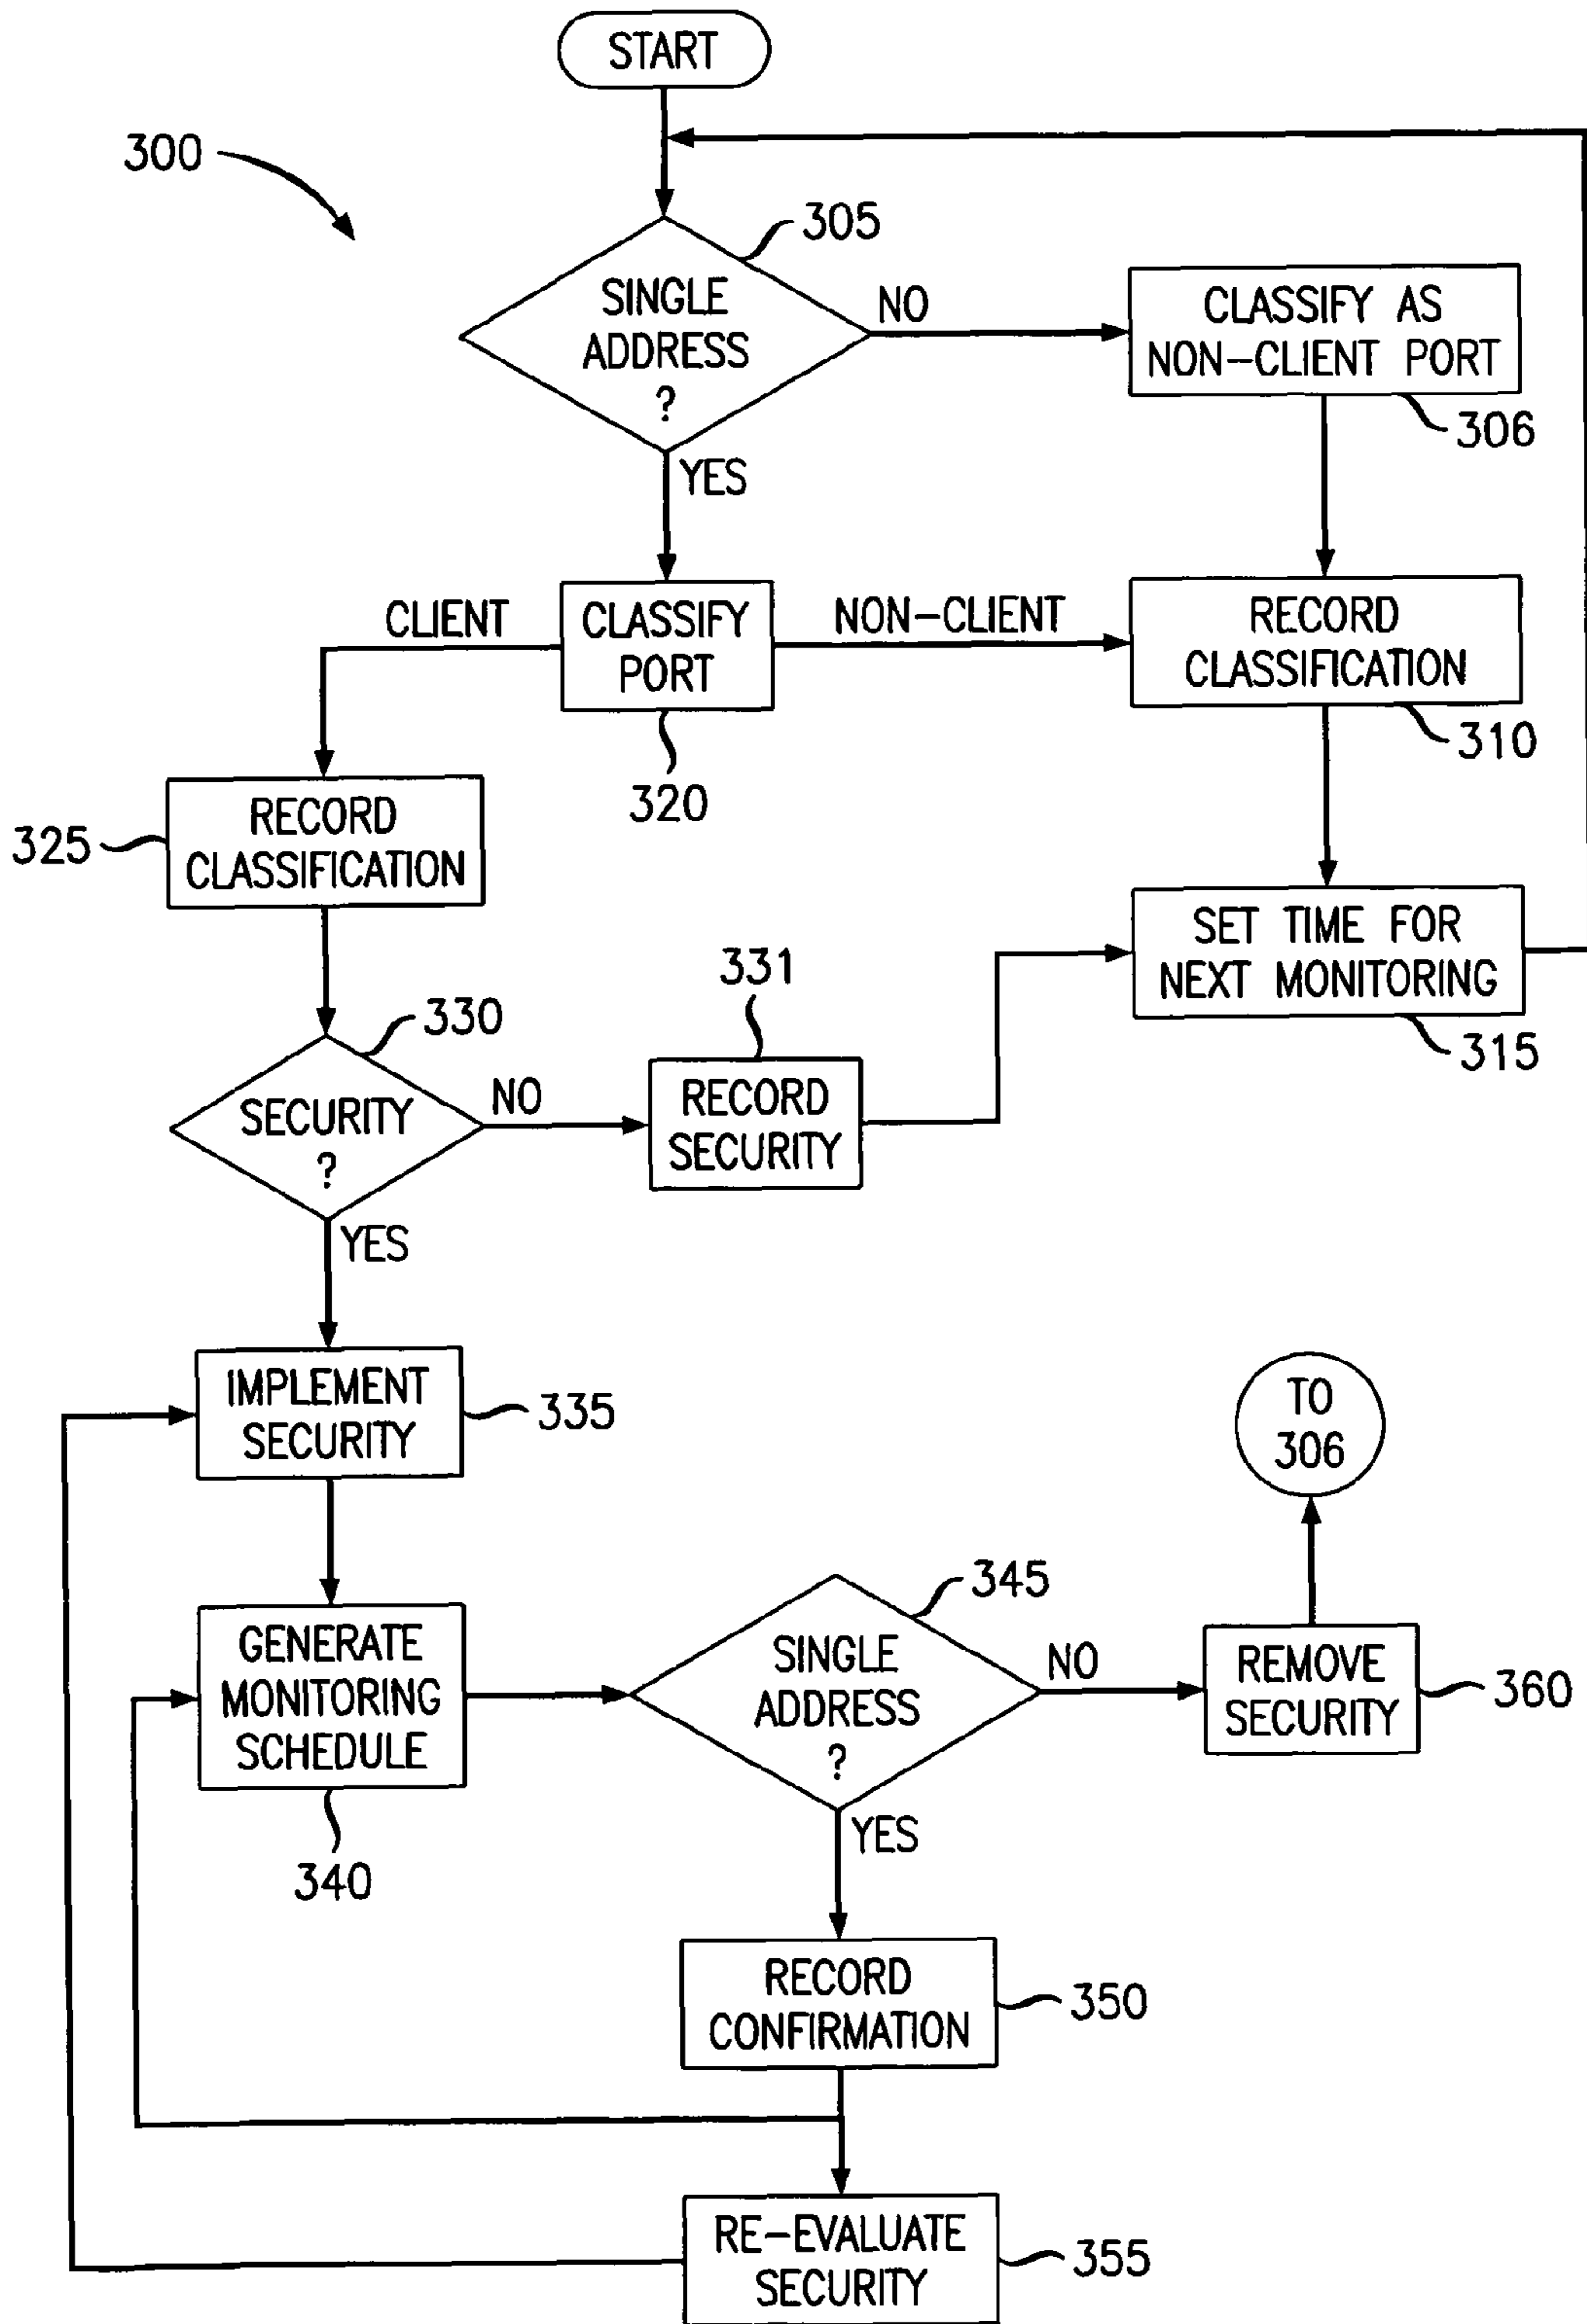 START
300
305
SINGLE
ADDRESS
?
NO
CLASSIFY AS
NON-CLIENT PORT
306
YES
CLIENT
CLASSIFY
PORT
320
NON-CLIENT
RECORD
CLASSIFICATION
310
325
RECORD
CLASSIFICATION
SET TIME FOR
NEXT MONITORING
315
330
SECURITY
?
NO
331
RECORD
SECURITY
YES
IMPLEMENT
SECURITY
335
TO
306
GENERATE
MONITORING
SCHEDULE
340
345
SINGLE
ADDRESS
?
NO
REMOVE
SECURITY
360
YES
RECORD
CONFIRMATION
350
RE-EVALUATE
SECURITY
355